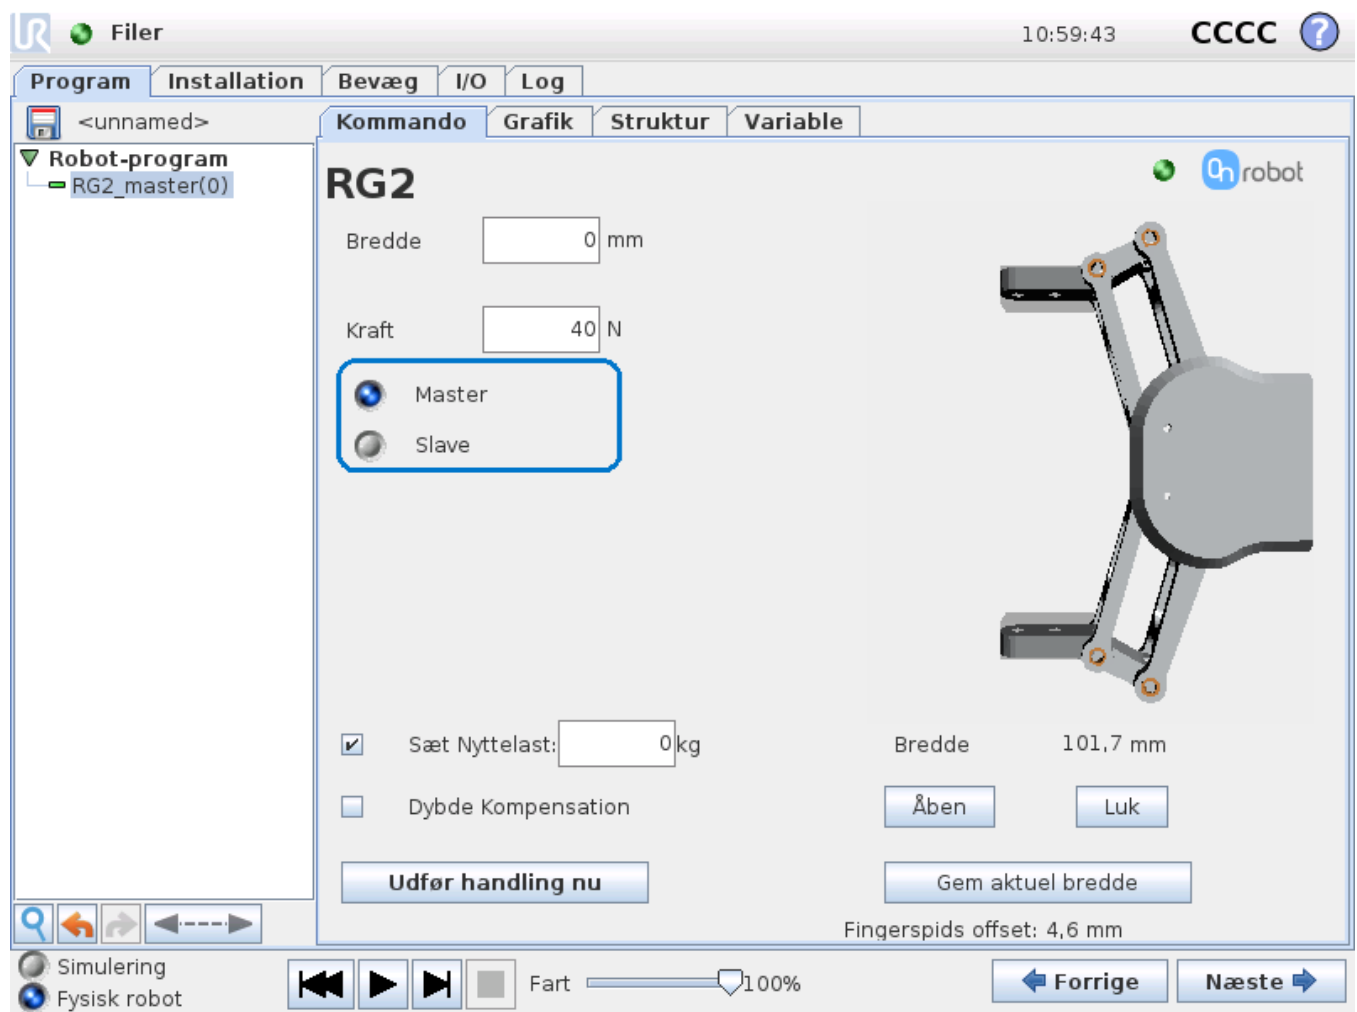 UR Filer 10:59:43 CCCC ?
Program Installation Bevæg I/O Log
<unnamed> Kommando Grafik Struktur Variable
Robot-program
RG2_master(0)
RG2
On robot
Bredde 0 mm
Kraft 40 N
Master
Slave
Sæt Nyttelast: 0 kg
Bredde 101,7 mm
Dybde Kompensation
Åben Luk
Udfør handling nu
Gem aktuel bredde
Fingerspids offset: 4,6 mm
Simulering
Fysisk robot
Fart 100%
Forrige Næste